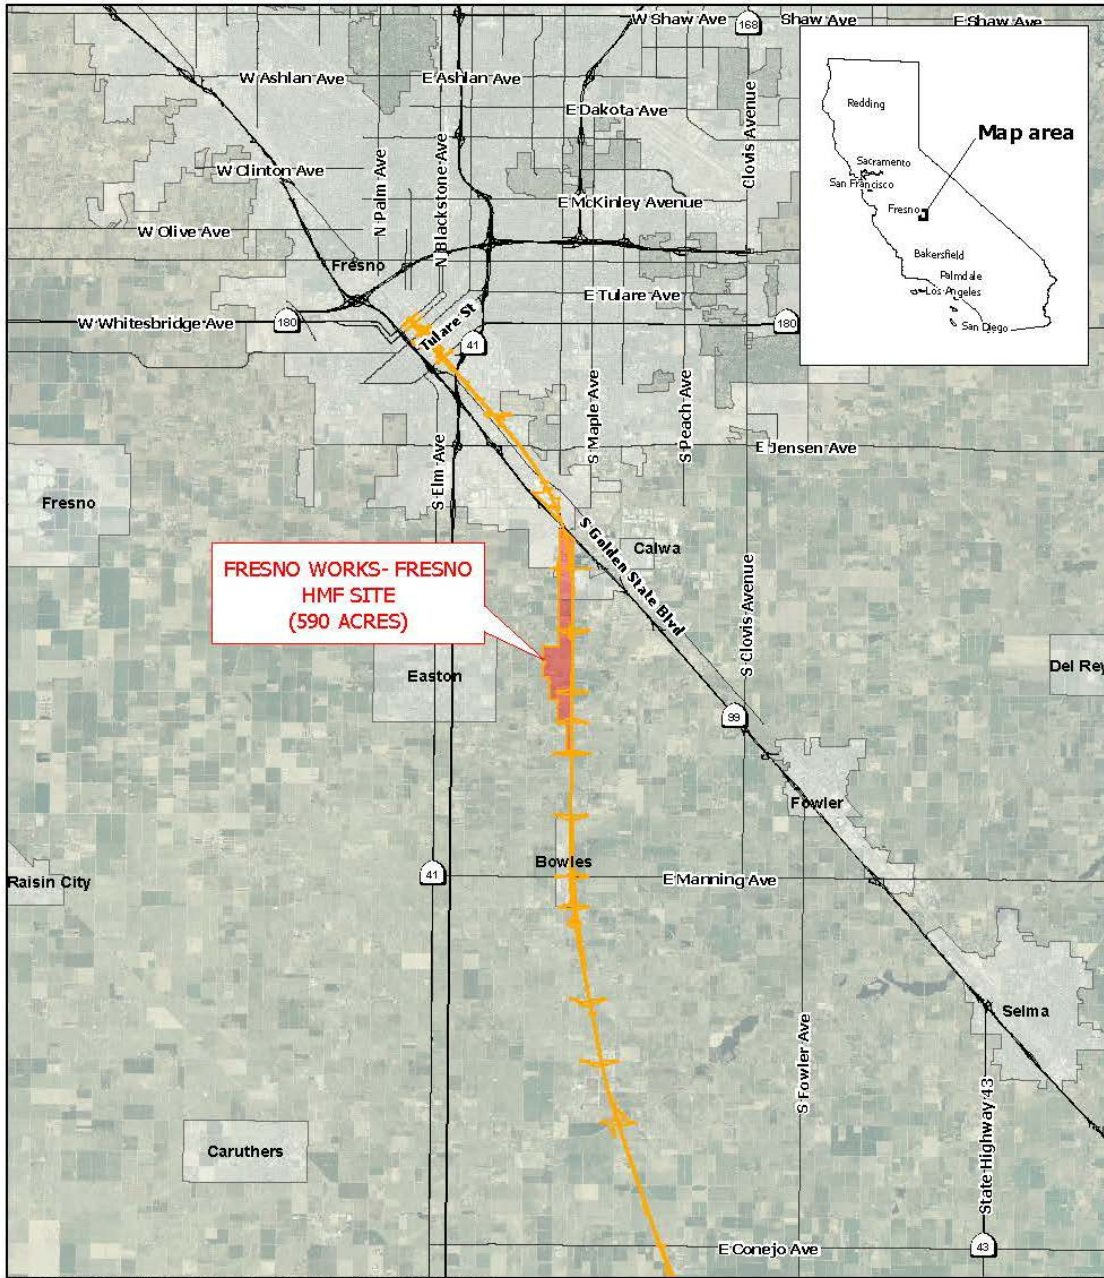 W Shaw Ave
Shaw Ave
E Shaw Ave
168
W Ashlan Ave
E Ashlan Ave
E Dakota Ave
Clovis Avenue
N Palm Ave
N Blackstone Ave
W Clinton Ave
E McKinley Avenue
W Olive Ave
Fresno
E Tulare Ave
W Whitesbridge Ave
180
Tulare St
41
180
Redding
Map area
Sacramento
San Francisco
Fresno
Bakersfield
Palmdale
Los Angeles
San Diego
S Maple Ave
S Peach Ave
S Elm Ave
E Jensen Ave
Fresno
S Golden State Blvd
Calwa
FRESNO WORKS- FRESNO
HMF SITE
(590 ACRES)
S Clovis Avenue
Easton
Del Rey
99
Fowler
Bowles
Raisin City
41
E Manning Ave
Selma
S Fowler Ave
State Highway 43
Caruthers
E Conejo Ave
43